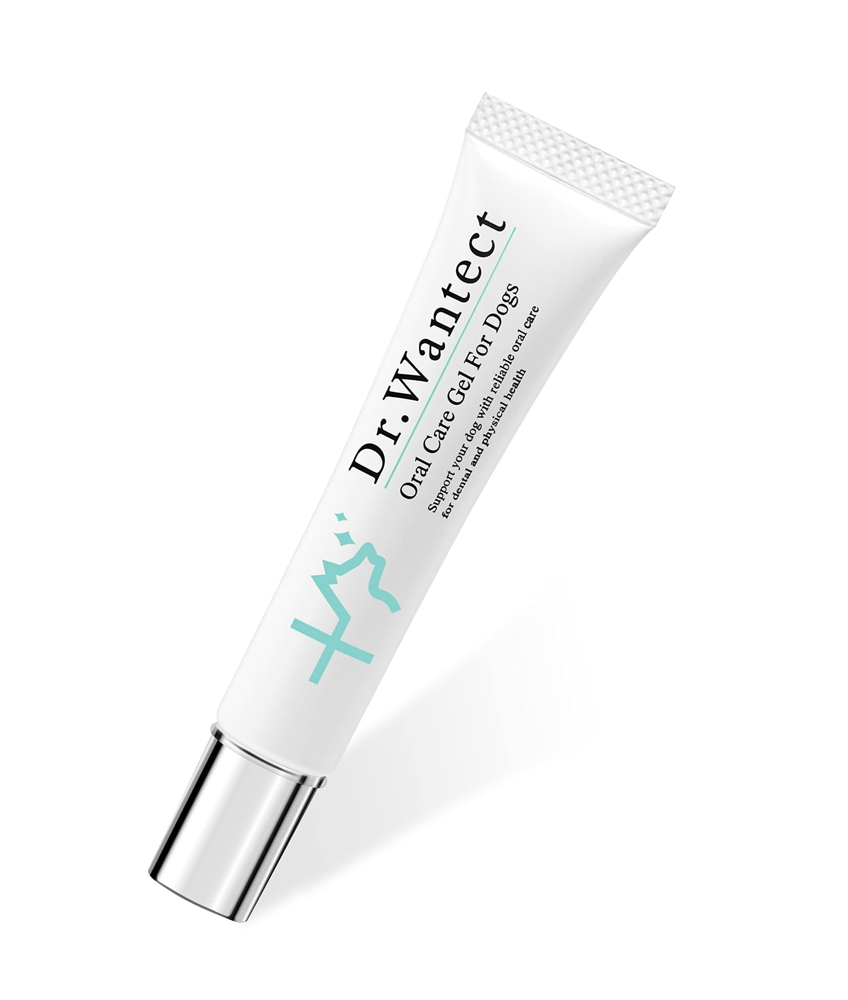 Dr.Wantect
Oral Care Gel For Dogs
Support your dog with reliable oral care
for dental and physical health